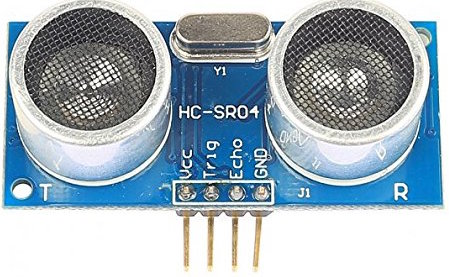 Y1
HC-SR04
Vcc
Trig
Echo
GND
T
J1
R